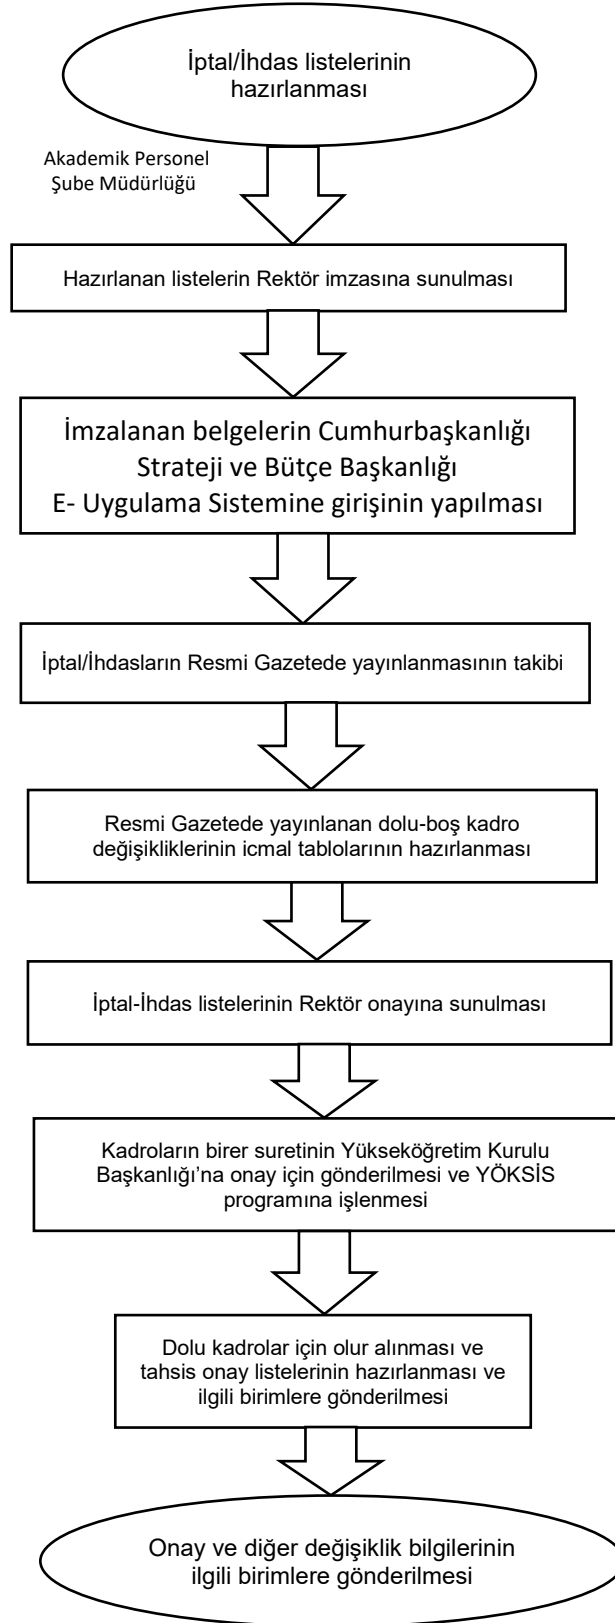 İptal/İhdas listelerinin
hazırlanması
Akademik Personel
Şube Müdürlüğü
Hazırlanan listelerin Rektör imzasına sunulması
İmzalanan belgelerin Cumhurbaşkanlığı
Strateji ve Bütçe Başkanlığı
E- Uygulama Sistemine girişinin yapılması
İptal/İhdasların Resmi Gazetede yayınlanmasının takibi
Resmi Gazetede yayınlanan dolu-boş kadro
değişikliklerinin icmal tablolarının hazırlanması
İptal-İhdas listelerinin Rektör onayına sunulması
Kadroların birer suretinin Yükseköğretim Kurulu
Başkanlığı’na onay için gönderilmesi ve YÖKSİS
programına işlenmesi
Dolu kadrolar için olur alınması ve
tahsis onay listelerinin hazırlanması ve
ilgili birimlere gönderilmesi
Onay ve diğer değişiklik bilgilerinin
ilgili birimlere gönderilmesi